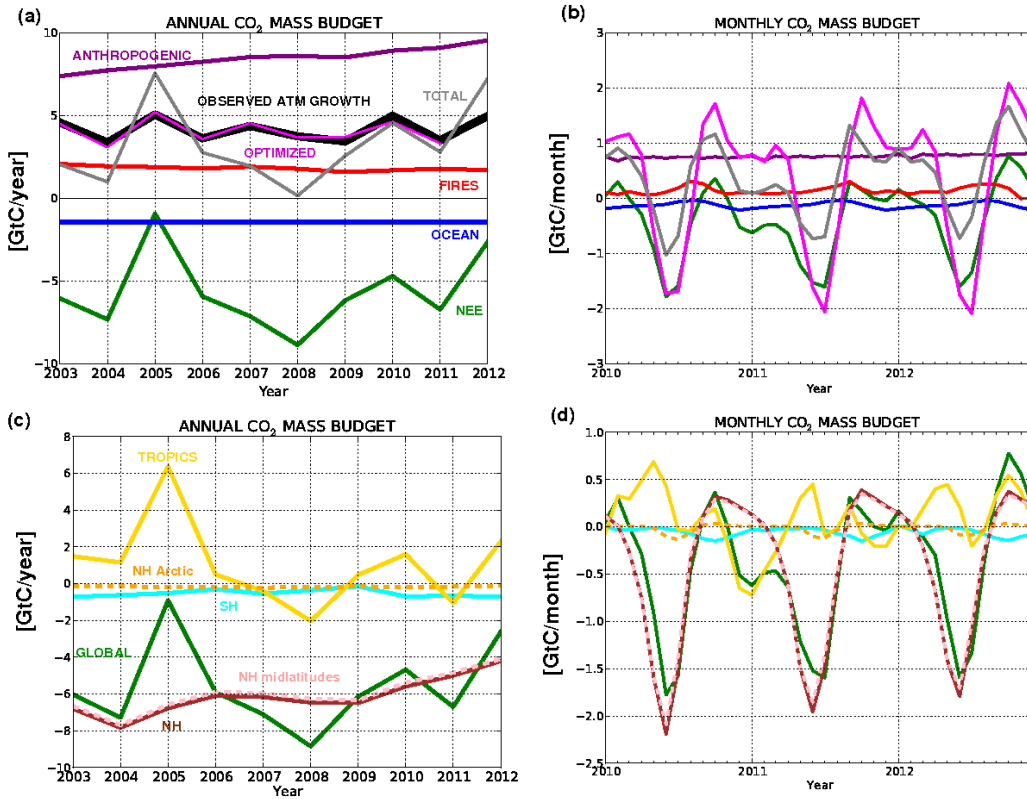 (a)
ANNUAL CO₂ MASS BUDGET
10
5
0
−5
−10
[GtC/year]
ANTHROPOGENIC
OBSERVED ATM GROWTH
TOTAL
OPTIMIZED
FIRES
OCEAN
NEE
2003 2004 2005 2006 2007 2008 2009 2010 2011 2012
Year
(b)
MONTHLY CO₂ MASS BUDGET
3
2
1
0
−1
−2
−3
[GtC/month]
2010 2011 2012
Year
(c)
ANNUAL CO₂ MASS BUDGET
8
6
4
2
0
−2
−4
−6
−8
−10
[GtC/year]
TROPICS
NH Arctic
SH
GLOBAL
NH midlatitudes
NH
2003 2004 2005 2006 2007 2008 2009 2010 2011 2012
Year
(d)
MONTHLY CO₂ MASS BUDGET
1.0
0.5
0.0
−0.5
−1.0
−1.5
−2.0
−2.5
[GtC/month]
2010 2011 2012
Year